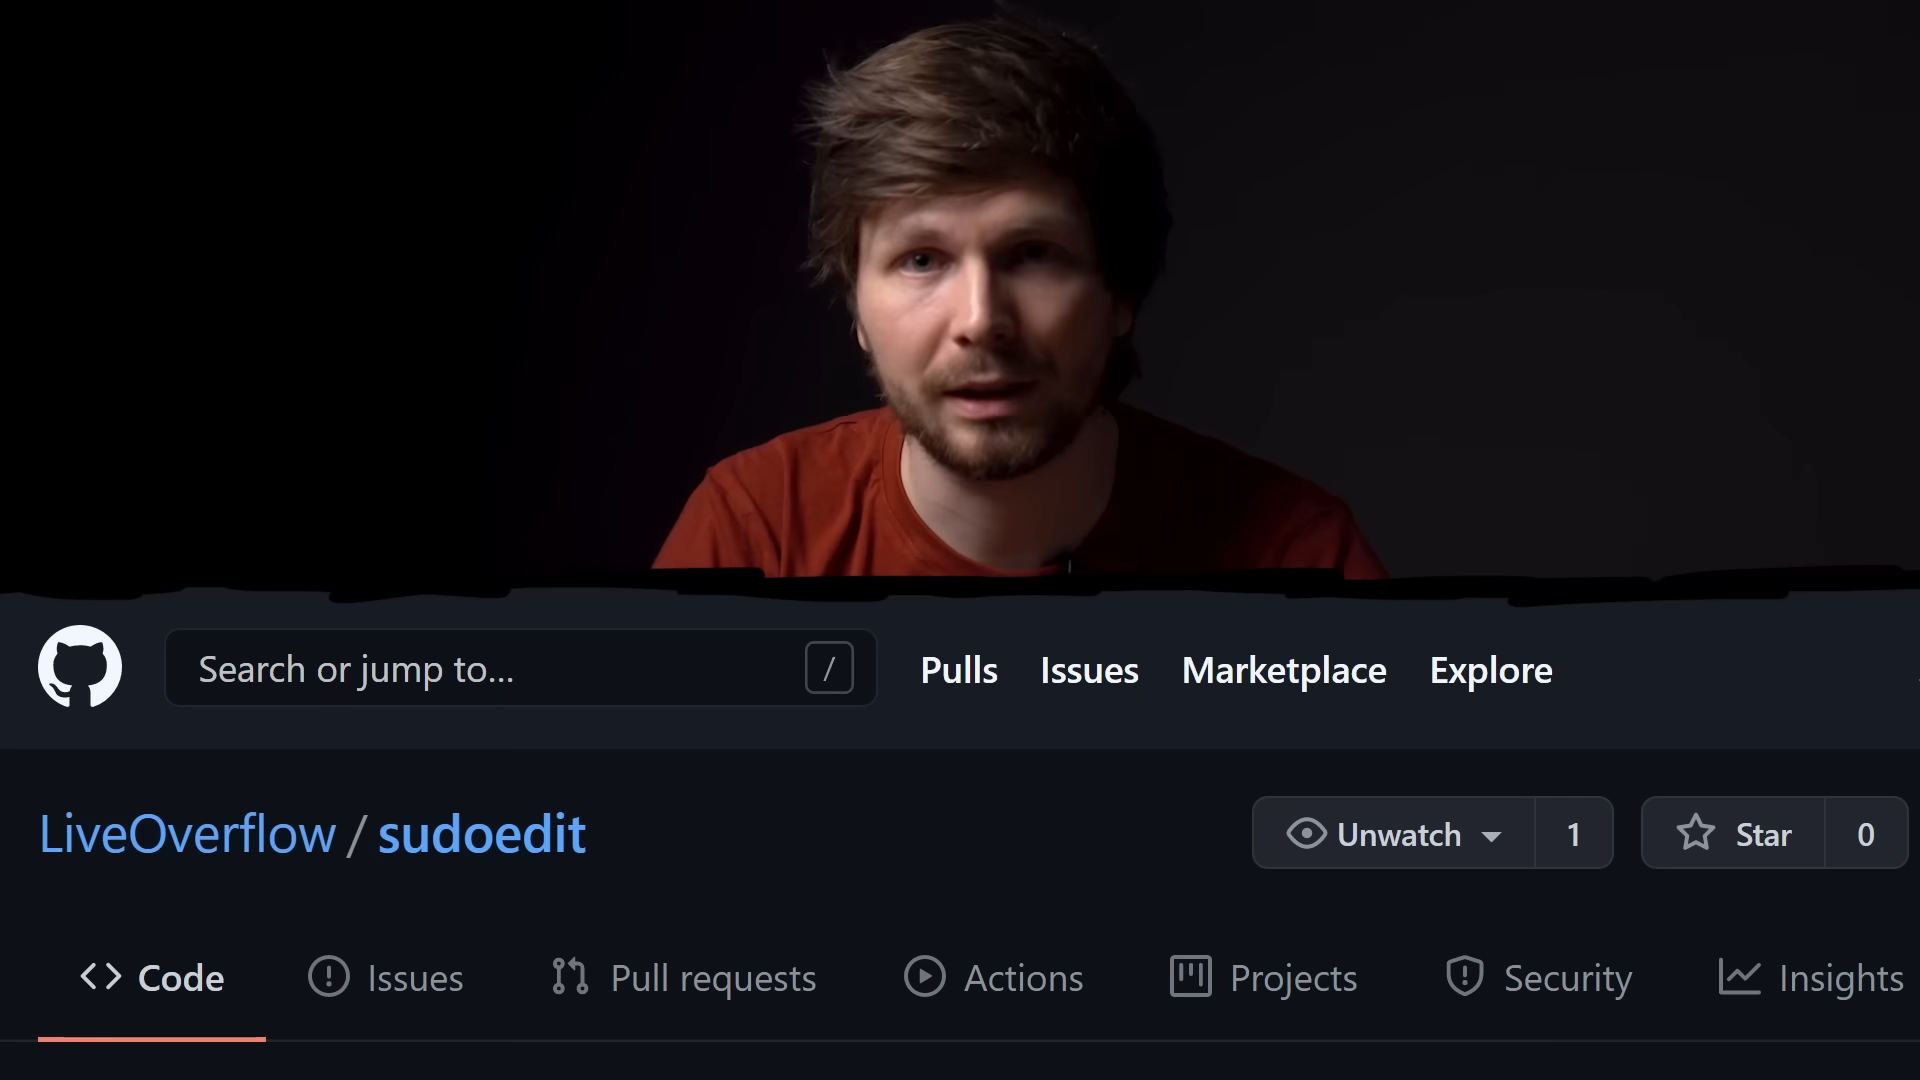 Search or jump to... / Pulls Issues Marketplace Explore
LiveOverflow / sudoedit Unwatch 1 Star 0
Code Issues Pull requests Actions Projects Security Insights